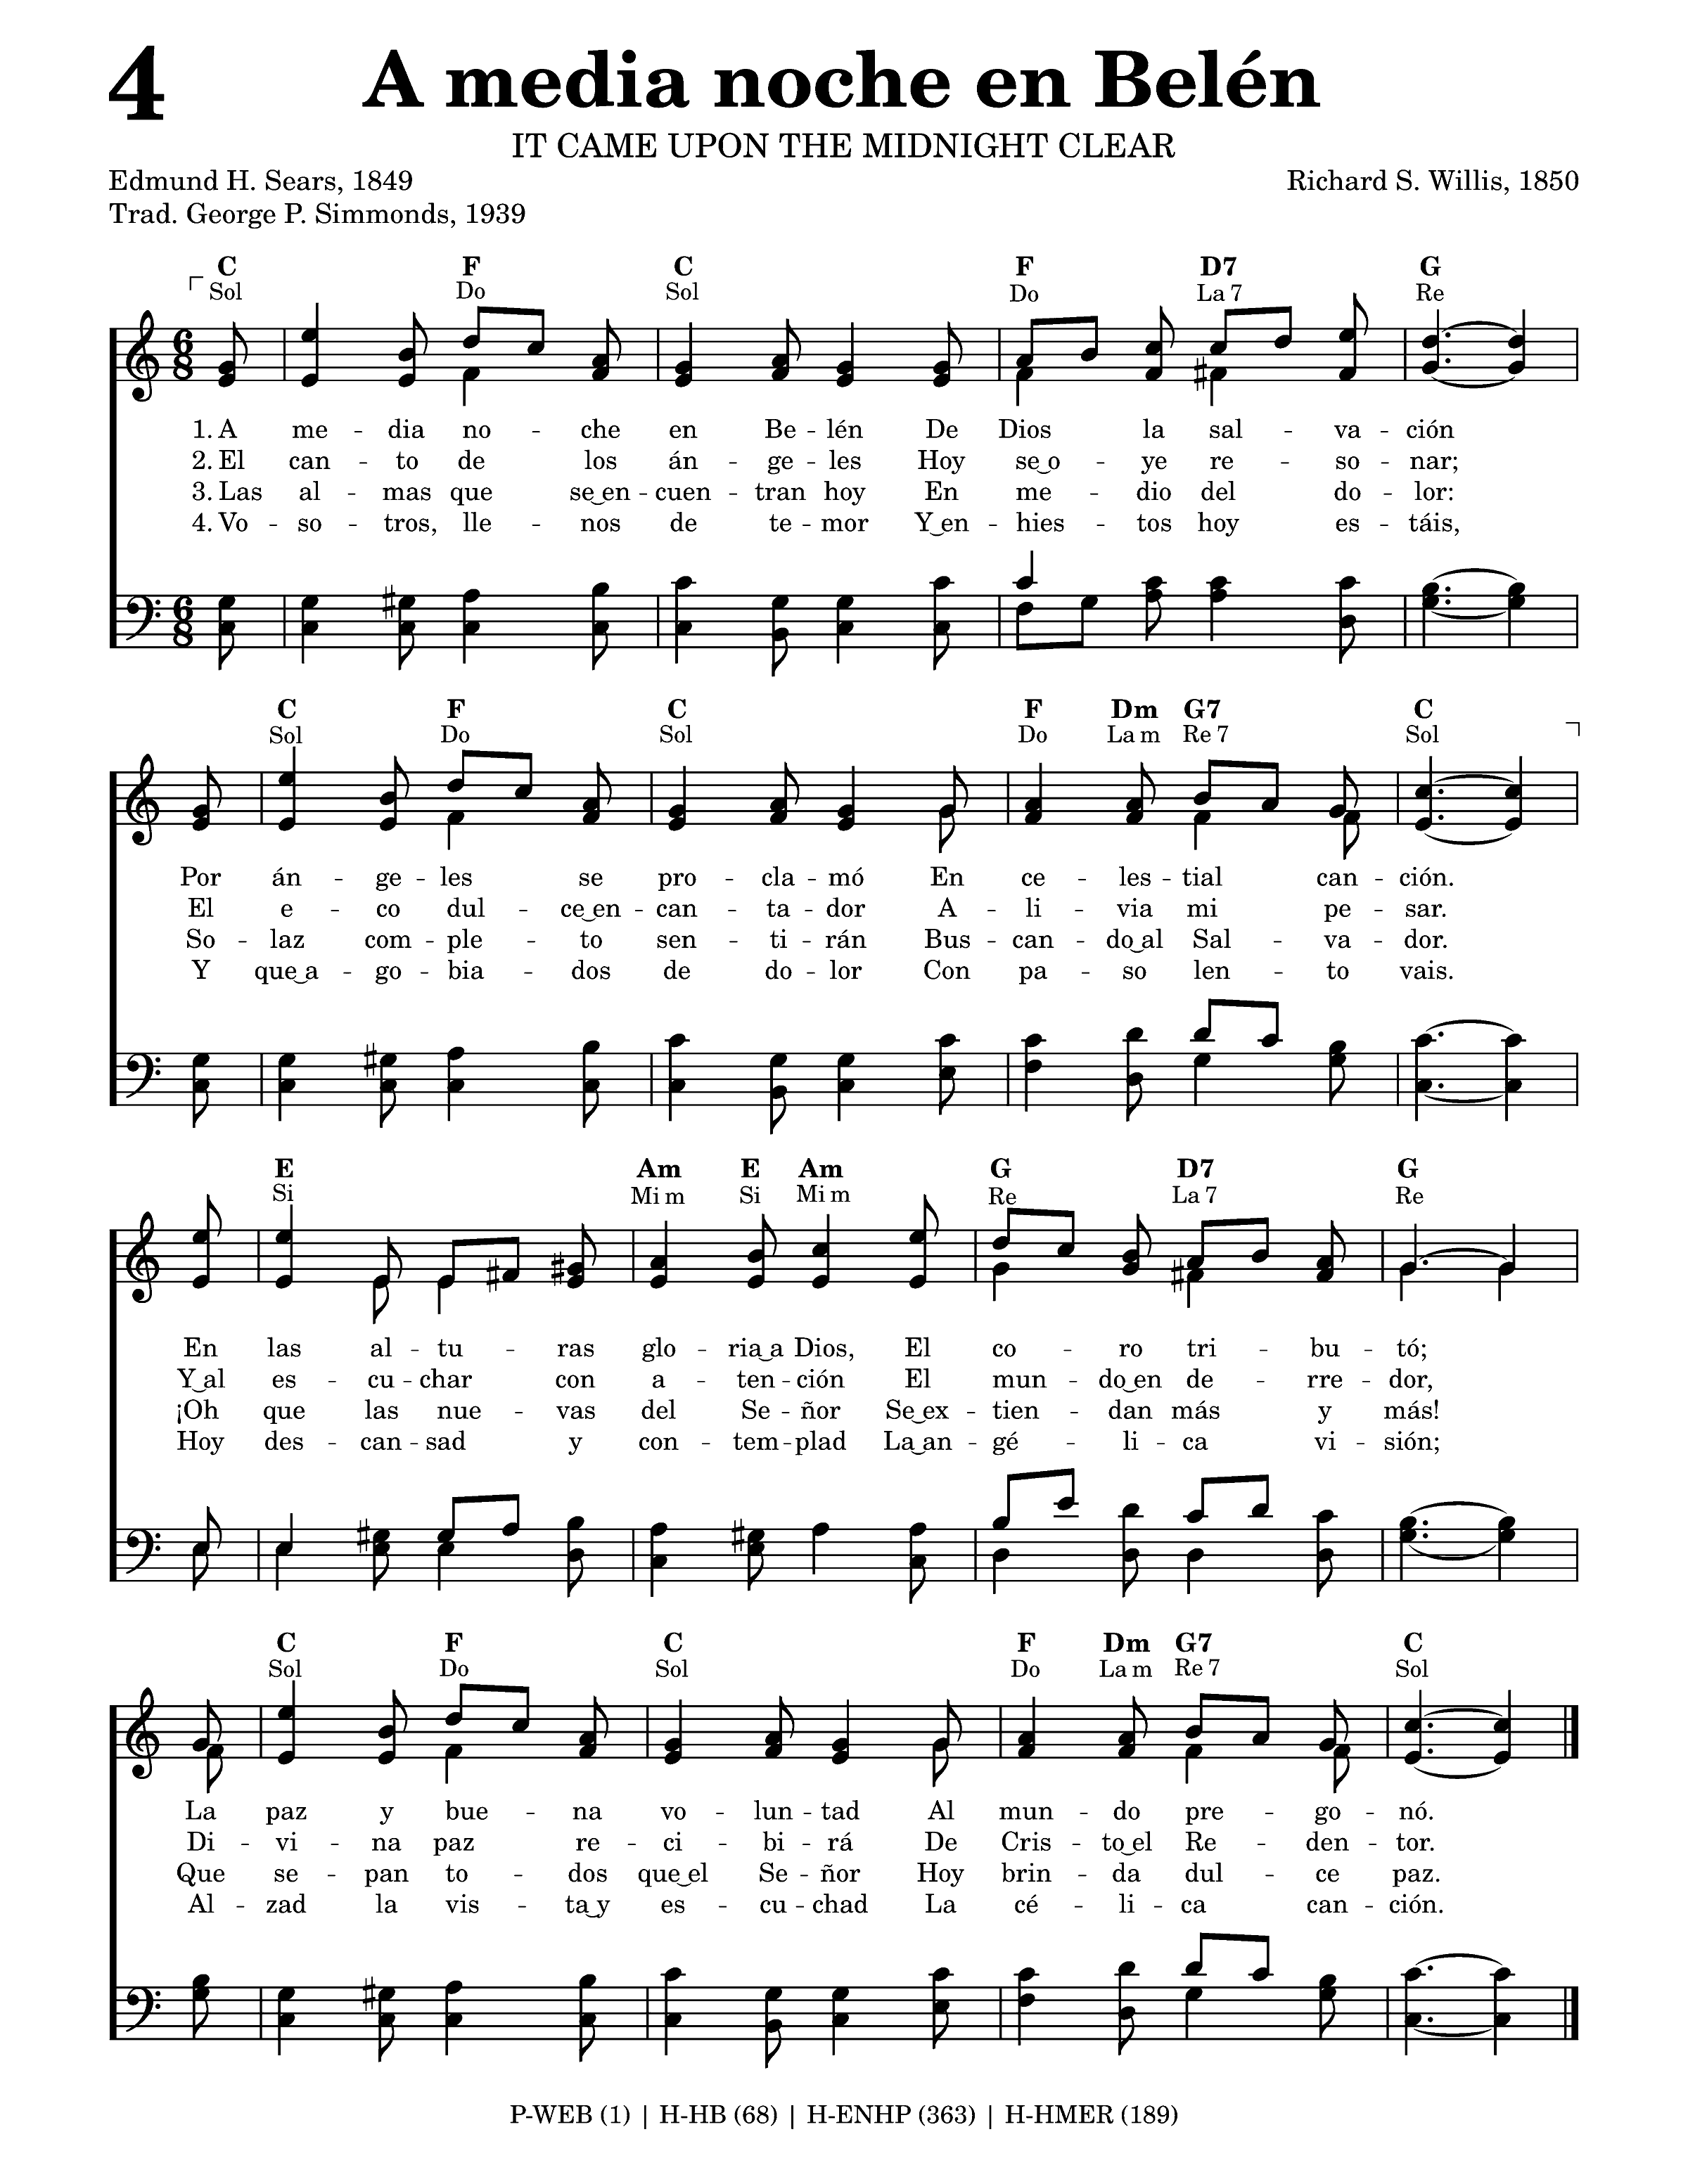 4
A media noche en Belén
IT CAME UPON THE MIDNIGHT CLEAR
Edmund H. Sears, 1849
Richard S. Willis, 1850
Trad. George P. Simmonds, 1939
C F C F D7 G
Sol Do Sol Do La 7 Re
6 8
1. A me - dia no - che en Be - lén De Dios la sal - va - ción
2. El can - to de los án - ge - les Hoy se‿o - ye re - so - nar;
3. Las al - mas que se‿en - cuen - tran hoy En me - dio del do - lor:
4. Vo - so - tros, lle - nos de te - mor Y‿en - hies - tos hoy es - táis,
6 8
C F C F Dm G7 C
Sol Do Sol Do La m Re 7 Sol
Por án - ge - les se pro - cla - mó En ce - les - tial can - ción.
El e - co dul - ce‿en - can - ta - dor A - li - via mi pe - sar.
So - laz com - ple - to sen - ti - rán Bus - can - do‿al Sal - va - dor.
Y que‿a - go - bia - dos de do - lor Con pa - so len - to vais.
E Am E Am G D7 G
Si Mi m Si Mi m Re La 7 Re
En las al - tu - ras glo - ria‿a Dios, El co - ro tri - bu - tó;
Y‿al es - cu - char con a - ten - ción El mun - do‿en de - rre - dor,
¡Oh que las nue - vas del Se - ñor Se‿ex - tien - dan más y más!
Hoy des - can - sad y con - tem - plad La‿an - gé - li - ca vi - sión;
C F C F Dm G7 C
Sol Do Sol Do La m Re 7 Sol
La paz y bue - na vo - lun - tad Al mun - do pre - go - nó.
Di - vi - na paz re - ci - bi - rá De Cris - to‿el Re - den - tor.
Que se - pan to - dos que‿el Se - ñor Hoy brin - da dul - ce paz.
Al - zad la vis - ta‿y es - cu - chad La cé - li - ca can - ción.
P-WEB (1) | H-HB (68) | H-ENHP (363) | H-HMER (189)